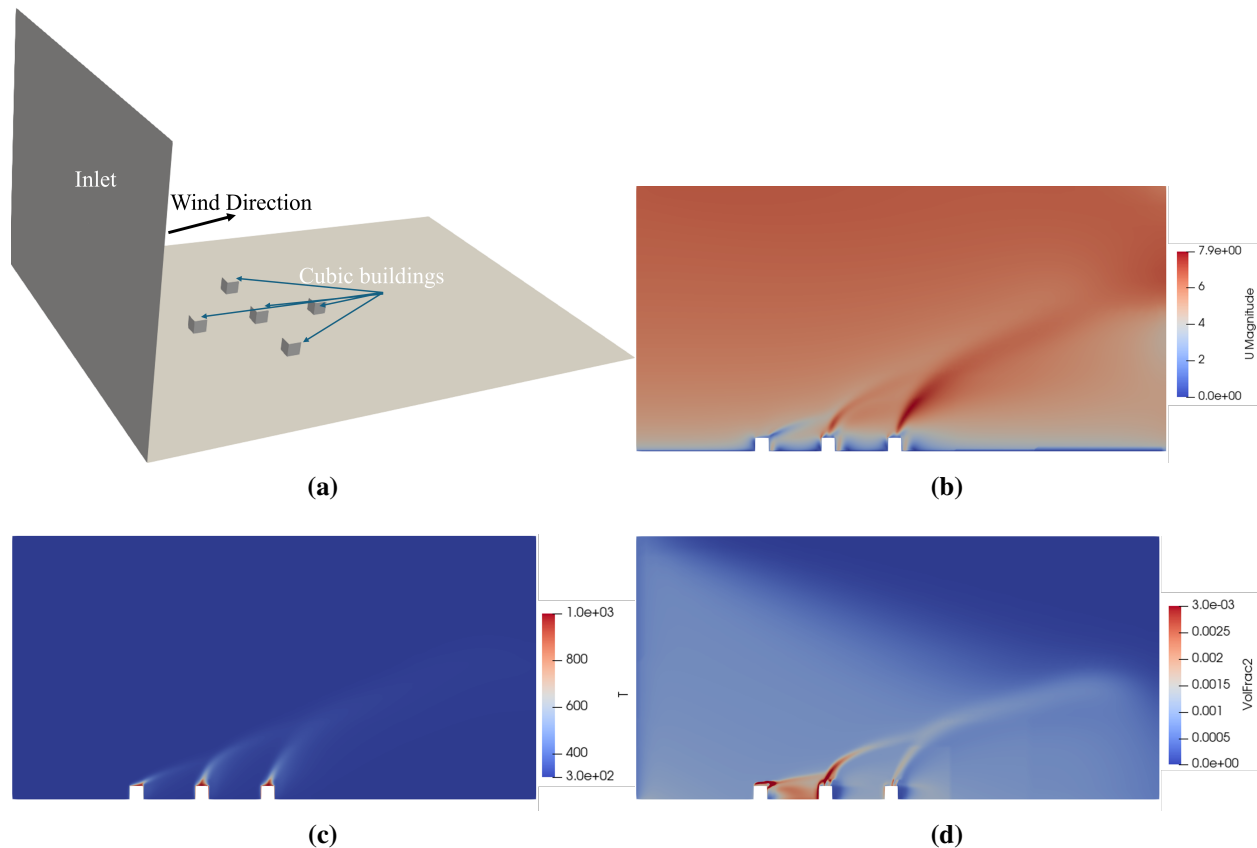 Inlet
Wind Direction
Cubic buildings
(a)
7.9e+00
6
4
2
0.0e+00
U Magnitude
(b)
1.0e+03
800
600
400
3.0e+02
T
(c)
3.0e-03
0.0025
0.002
0.0015
0.001
0.0005
0.0e+00
VolFrac2
(d)